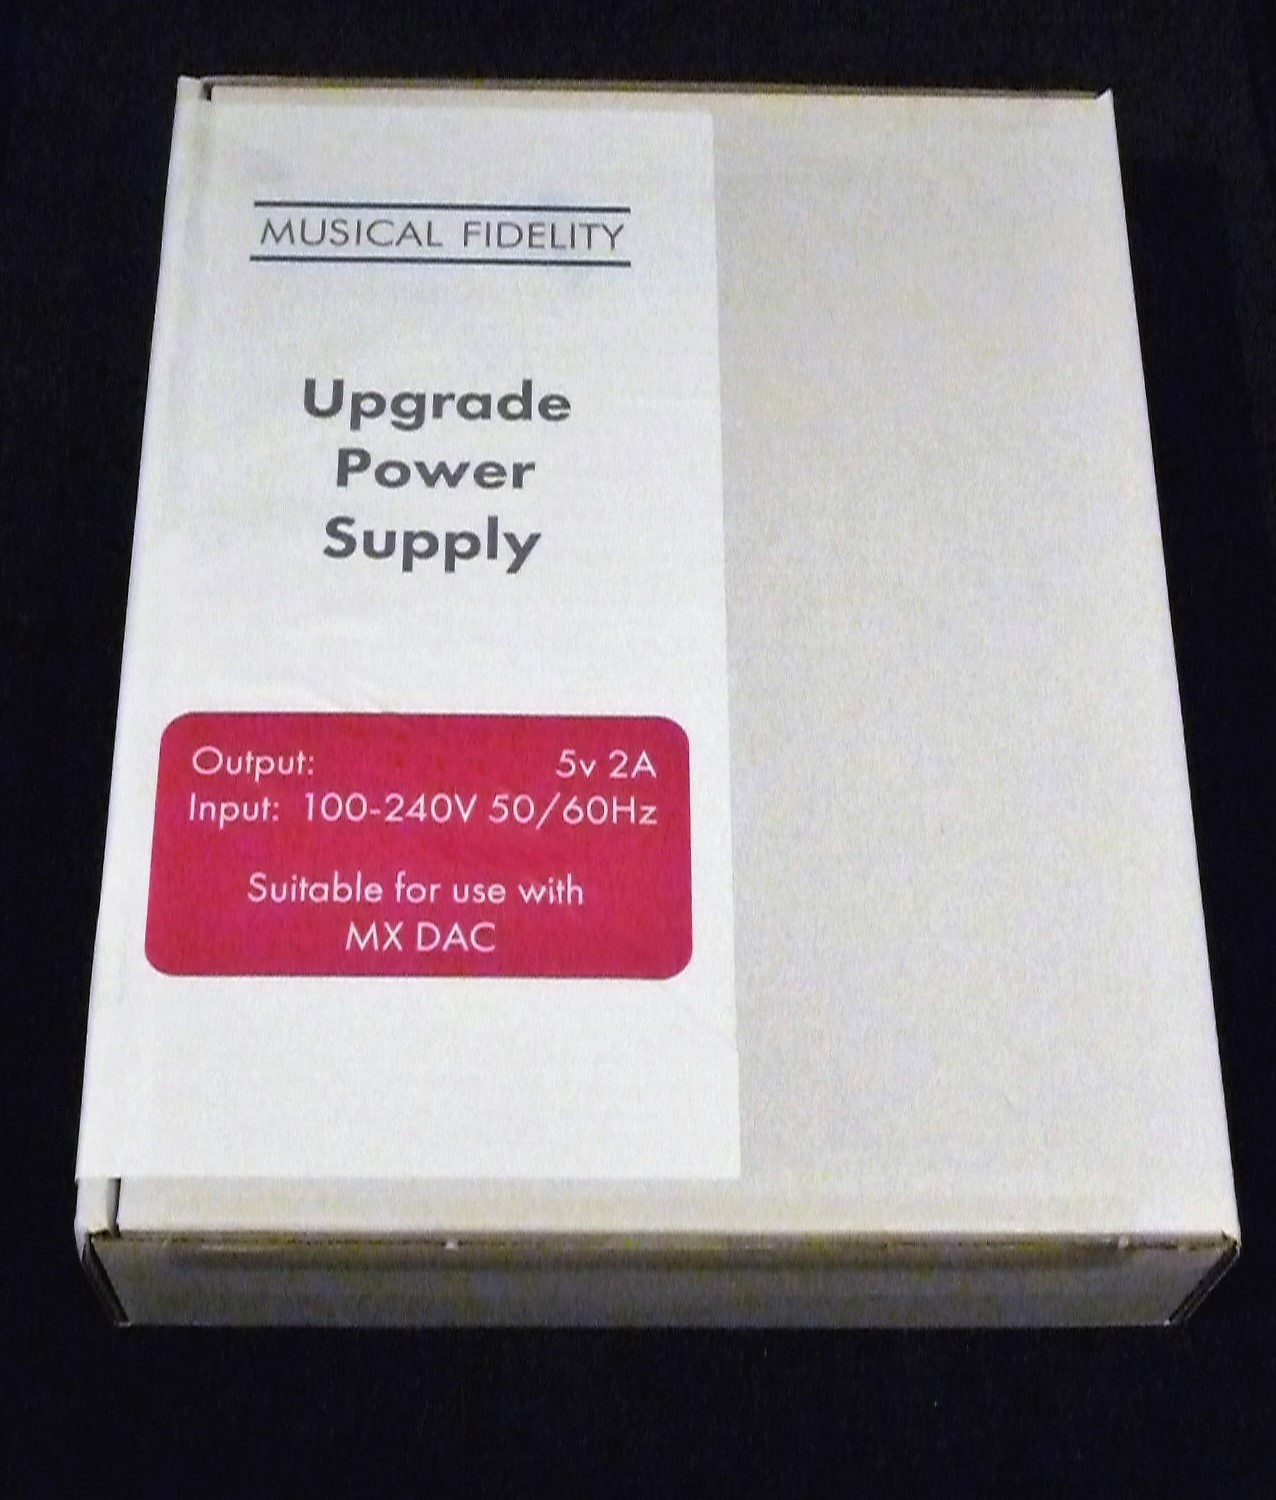 MUSICAL FIDELITY
Upgrade
Power
Supply
Output: 5v 2A
Input: 100-240V 50/60Hz
Suitable for use with
MX DAC